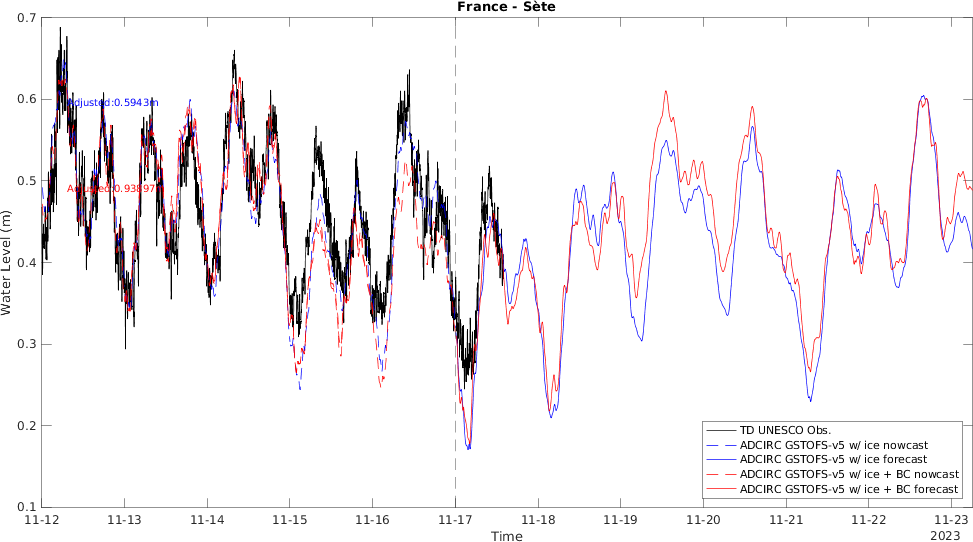 France - Sète
Water Level (m)
0.7
0.6
0.5
0.4
0.3
0.2
0.1
Adjusted:0.5943m
TD UNESCO Obs.
ADCIRC GSTOFS-v5 w/ ice nowcast
ADCIRC GSTOFS-v5 w/ ice forecast
ADCIRC GSTOFS-v5 w/ ice + BC nowcast
ADCIRC GSTOFS-v5 w/ ice + BC forecast
11-12 11-13 11-14 11-15 11-16 11-17 11-18 11-19 11-20 11-21 11-22 11-23
Time
2023